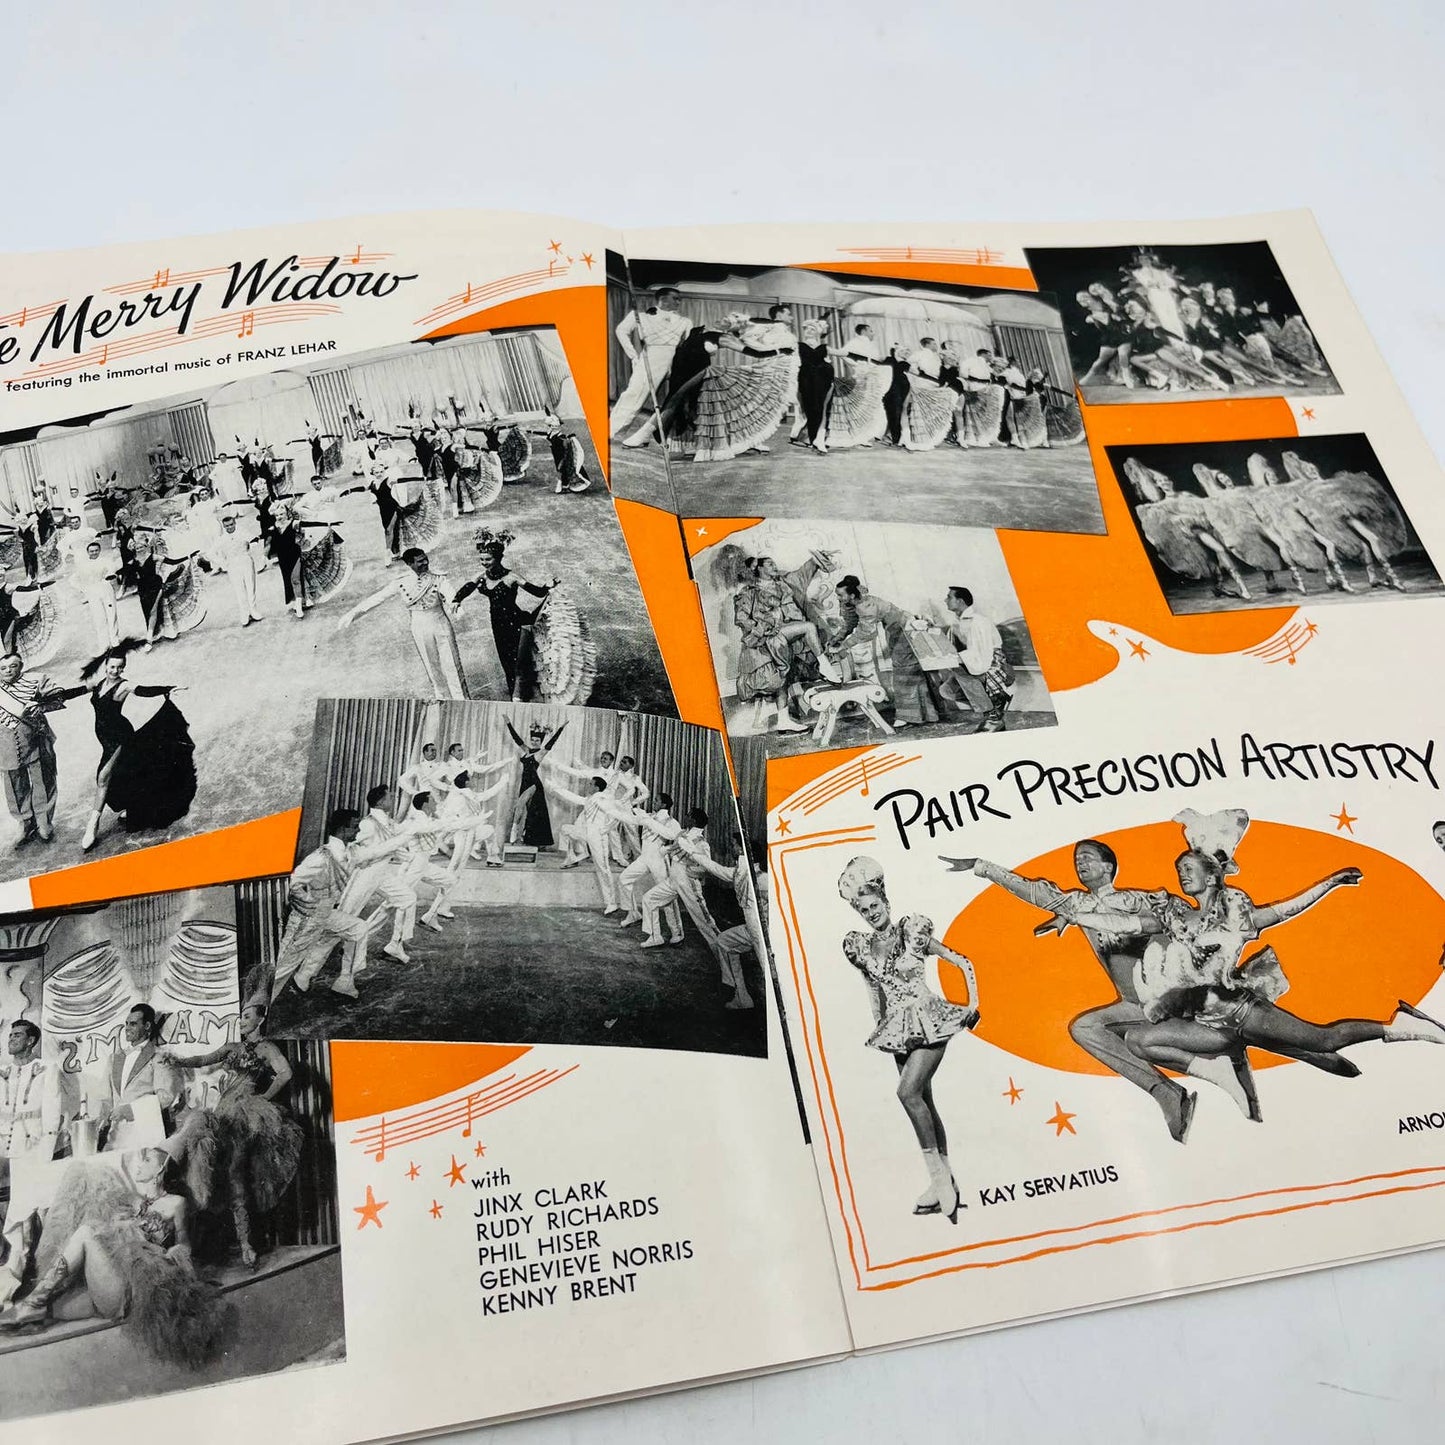 Merry Widow
featuring the immortal music of FRANZ LEHAR
with
JINX CLARK
RUDY RICHARDS
PHIL HISER
GENEVIEVE NORRIS
KENNY BRENT
PAIR PRECISION ARTISTRY
KAY SERVATIUS